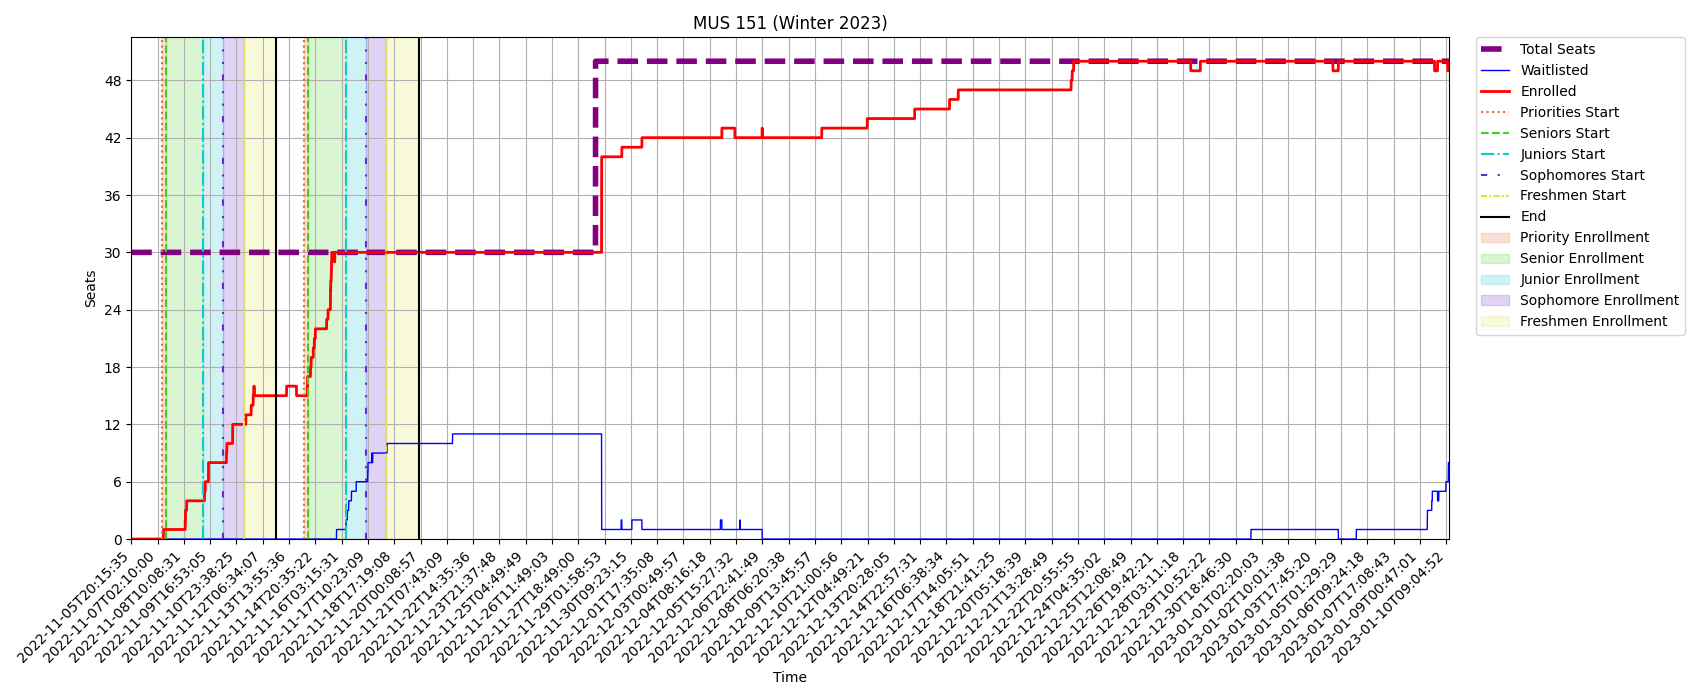 MUS 151 (Winter 2023)
Total Seats
Waitlisted
Enrolled
Priorities Start
Seniors Start
Juniors Start
Sophomores Start
Freshmen Start
End
Priority Enrollment
Senior Enrollment
Junior Enrollment
Sophomore Enrollment
Freshmen Enrollment
Seats
48
42
36
30
24
18
12
6
0
2022-11-05T20:15:35
2022-11-07T02:10:00
2022-11-08T10:08:31
2022-11-09T16:53:05
2022-11-10T23:38:25
2022-11-12T06:34:07
2022-11-13T13:55:36
2022-11-14T20:35:22
2022-11-16T03:15:31
2022-11-17T10:23:09
2022-11-18T17:19:08
2022-11-20T00:08:57
2022-11-21T07:43:09
2022-11-22T14:35:36
2022-11-23T21:37:48
2022-11-25T04:49:49
2022-11-26T11:49:03
2022-11-27T18:49:00
2022-11-29T01:58:53
2022-11-30T09:23:15
2022-12-01T17:35:08
2022-12-03T00:49:57
2022-12-04T08:16:18
2022-12-05T15:27:32
2022-12-06T22:41:49
2022-12-08T06:20:38
2022-12-09T13:45:57
2022-12-10T21:00:56
2022-12-12T04:49:21
2022-12-13T20:28:05
2022-12-14T22:57:31
2022-12-16T06:38:34
2022-12-17T14:05:51
2022-12-18T21:41:25
2022-12-20T05:18:39
2022-12-21T13:28:49
2022-12-22T20:55:55
2022-12-24T04:35:02
2022-12-25T12:08:49
2022-12-26T19:42:21
2022-12-28T03:11:18
2022-12-29T10:52:22
2022-12-30T18:46:30
2023-01-01T02:20:03
2023-01-02T10:01:38
2023-01-03T17:45:20
2023-01-05T01:29:29
2023-01-06T09:24:18
2023-01-07T17:08:43
2023-01-09T00:47:01
2023-01-10T09:04:52
Time